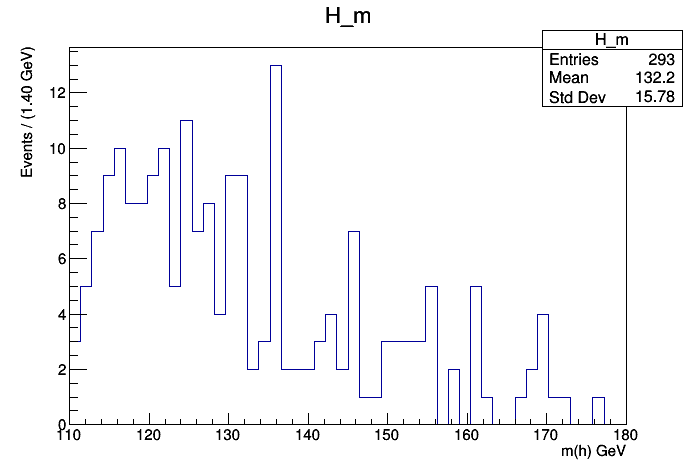 H_m
H_m
Entries 293
Mean 132.2
Std Dev 15.78
Events / (1.40 GeV)
12
10
8
6
4
2
0
110 120 130 140 150 160 170 180
m(h) GeV